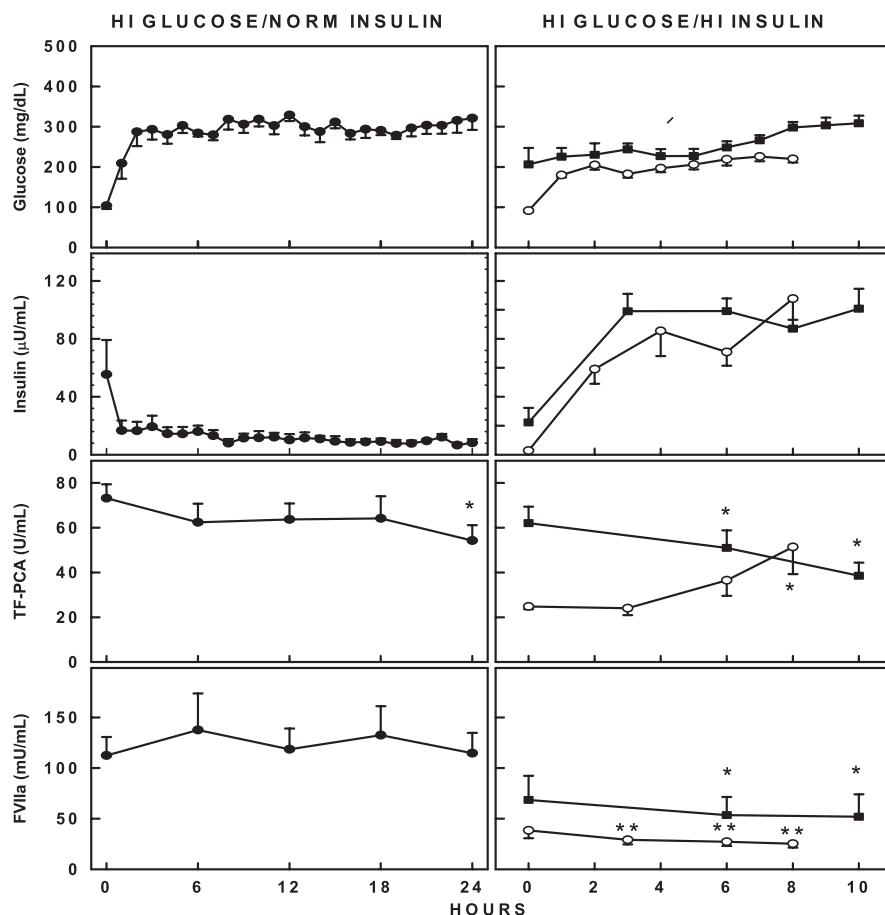 HI GLUCOSE/NORM INSULIN HI GLUCOSE/HI INSULIN
Glucose (mg/dL)
500
400
300
200
100
0
Insulin (µU/mL)
120
80
40
0
TF-PCA (U/mL)
80
60
40
20
0
* * * *
FVIIa (mU/mL)
150
100
50
0
* *
** ** **
0 6 12 18 24 0 2 4 6 8 10
HOURS